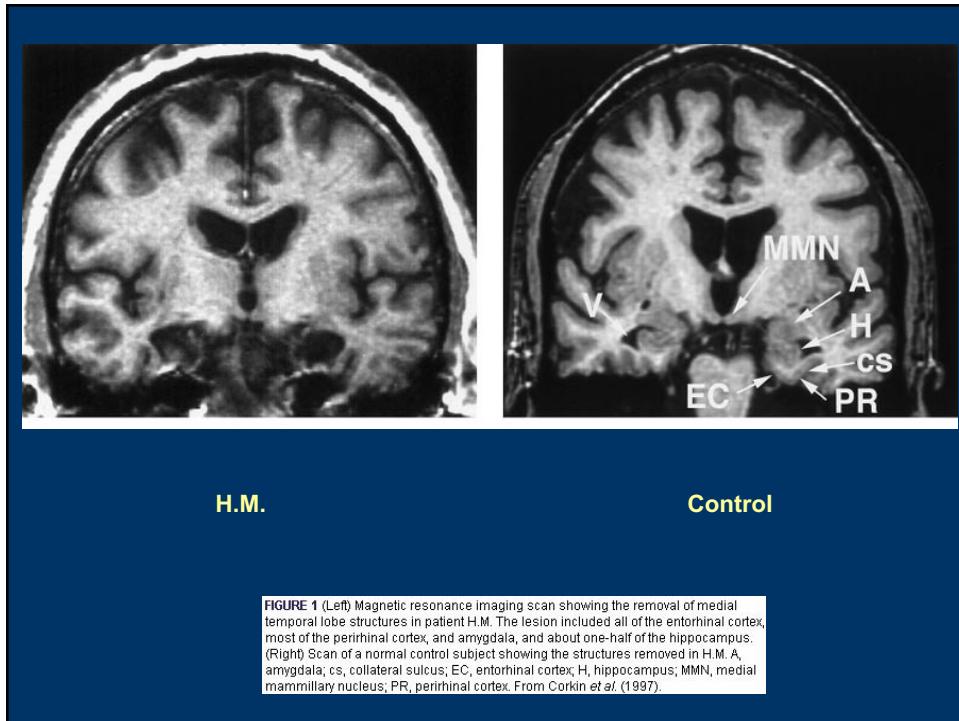 MMN
A
V
H
cs
EC
PR
H.M.
Control
FIGURE 1 (Left) Magnetic resonance imaging scan showing the removal of medial
temporal lobe structures in patient H.M. The lesion included all of the entorhinal cortex,
most of the perirhinal cortex, and amygdala, and about one-half of the hippocampus.
(Right) Scan of a normal control subject showing the structures removed in H.M. A,
amygdala; cs, collateral sulcus; EC, entorhinal cortex; H, hippocampus; MMN, medial
mammillary nucleus; PR, perirhinal cortex. From Corkin et al. (1997).